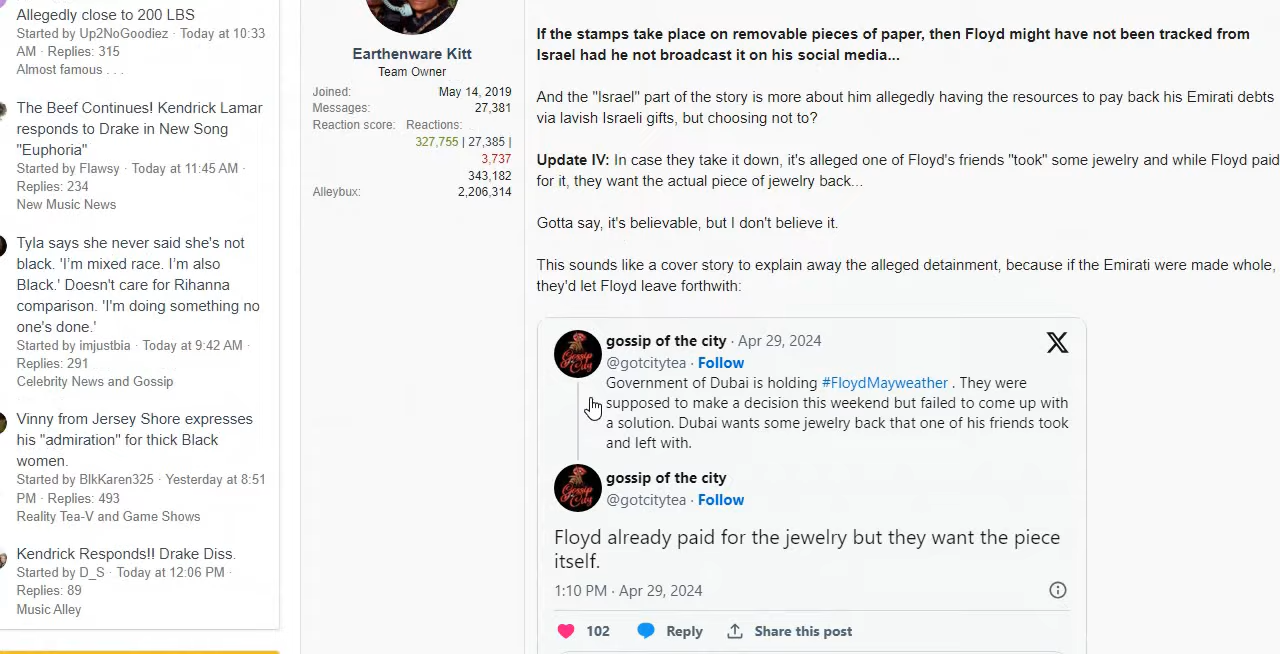 Allegedly close to 200 LBS
Started by Up2NoGoodiez · Today at 10:33
AM · Replies: 315
Almost famous . . .
The Beef Continues! Kendrick Lamar
responds to Drake in New Song
"Euphoria"
Started by Flawsy · Today at 11:45 AM ·
Replies: 234
New Music News
Tyla says she never said she's not
black. 'I'm mixed race. I'm also
Black.' Doesn't care for Rihanna
comparison. 'I'm doing something no
one's done.'
Started by imjustbia · Today at 9:42 AM ·
Replies: 291
Celebrity News and Gossip
Vinny from Jersey Shore expresses
his "admiration" for thick Black
women.
Started by BlkKaren325 · Yesterday at 8:51
PM · Replies: 493
Reality Tea-V and Game Shows
Kendrick Responds!! Drake Diss.
Started by D_S · Today at 12:06 PM ·
Replies: 89
Music Alley
Earthenware Kitt
Team Owner
Joined: May 14, 2019
Messages: 27,381
Reaction score: Reactions:
327,755 | 27,385 |
3,737
343,182
Alleybux: 2,206,314
If the stamps take place on removable pieces of paper, then Floyd might have not been tracked from
Israel had he not broadcast it on his social media...
And the "Israel" part of the story is more about him allegedly having the resources to pay back his Emirati debts
via lavish Israeli gifts, but choosing not to?
Update IV: In case they take it down, it's alleged one of Floyd's friends "took" some jewelry and while Floyd paid
for it, they want the actual piece of jewelry back...
Gotta say, it's believable, but I don't believe it.
This sounds like a cover story to explain away the alleged detainment, because if the Emirati were made whole,
they'd let Floyd leave forthwith:
gossip of the city · Apr 29, 2024
@gotcitytea · Follow
Government of Dubai is holding #FloydMayweather . They were
supposed to make a decision this weekend but failed to come up with
a solution. Dubai wants some jewelry back that one of his friends took
and left with.
gossip of the city
@gotcitytea · Follow
Floyd already paid for the jewelry but they want the piece
itself.
1:10 PM · Apr 29, 2024
102 Reply Share this post